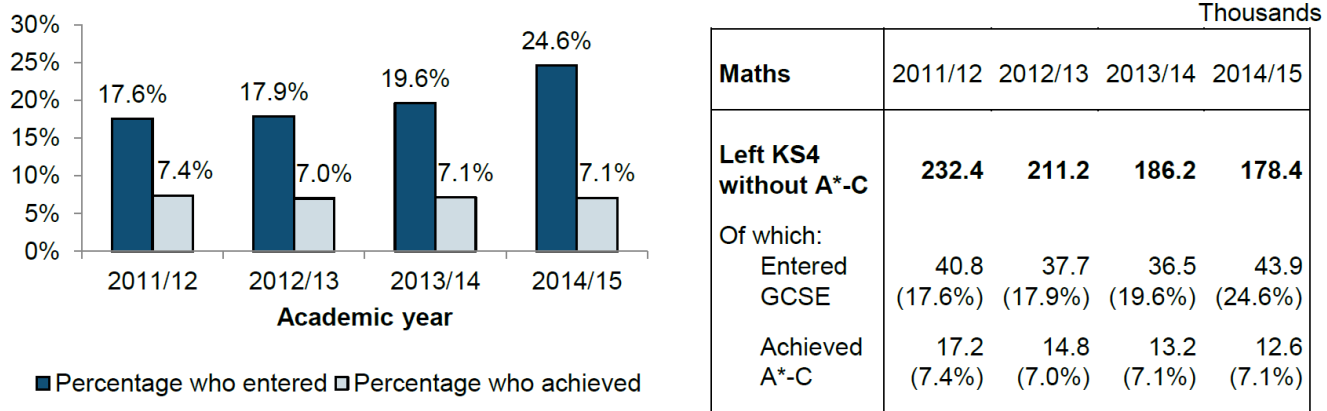 30%
25%
20%
15%
10%
5%
0%
17.6%
7.4%
17.9%
7.0%
19.6%
7.1%
24.6%
7.1%
2011/12 2012/13 2013/14 2014/15
Academic year
Percentage who entered Percentage who achieved
Thousands
Maths 2011/12 2012/13 2013/14 2014/15
Left KS4
without A*-C 232.4 211.2 186.2 178.4
Of which:
Entered 40.8 37.7 36.5 43.9
GCSE (17.6%) (17.9%) (19.6%) (24.6%)
Achieved 17.2 14.8 13.2 12.6
A*-C (7.4%) (7.0%) (7.1%) (7.1%)